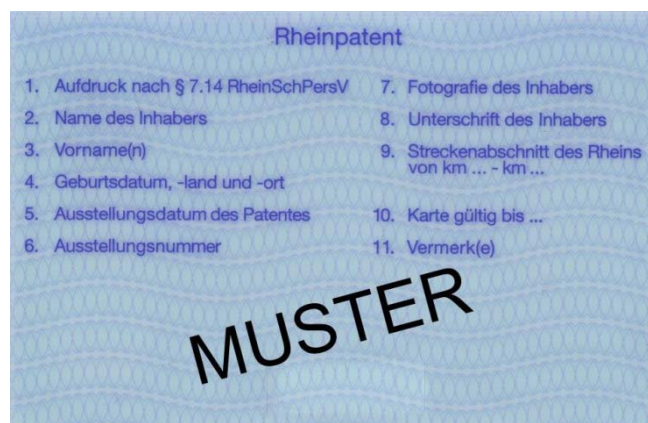 Rheinpatent
1. Aufdruck nach § 7.14 RheinSchPersV
2. Name des Inhabers
3. Vorname(n)
4. Geburtsdatum, -land und -ort
5. Ausstellungsdatum des Patentes
6. Ausstellungsnummer
7. Fotografie des Inhabers
8. Unterschrift des Inhabers
9. Streckenabschnitt des Rheins
von km ... - km ...
10. Karte gültig bis ...
11. Vermerk(e)
MUSTER